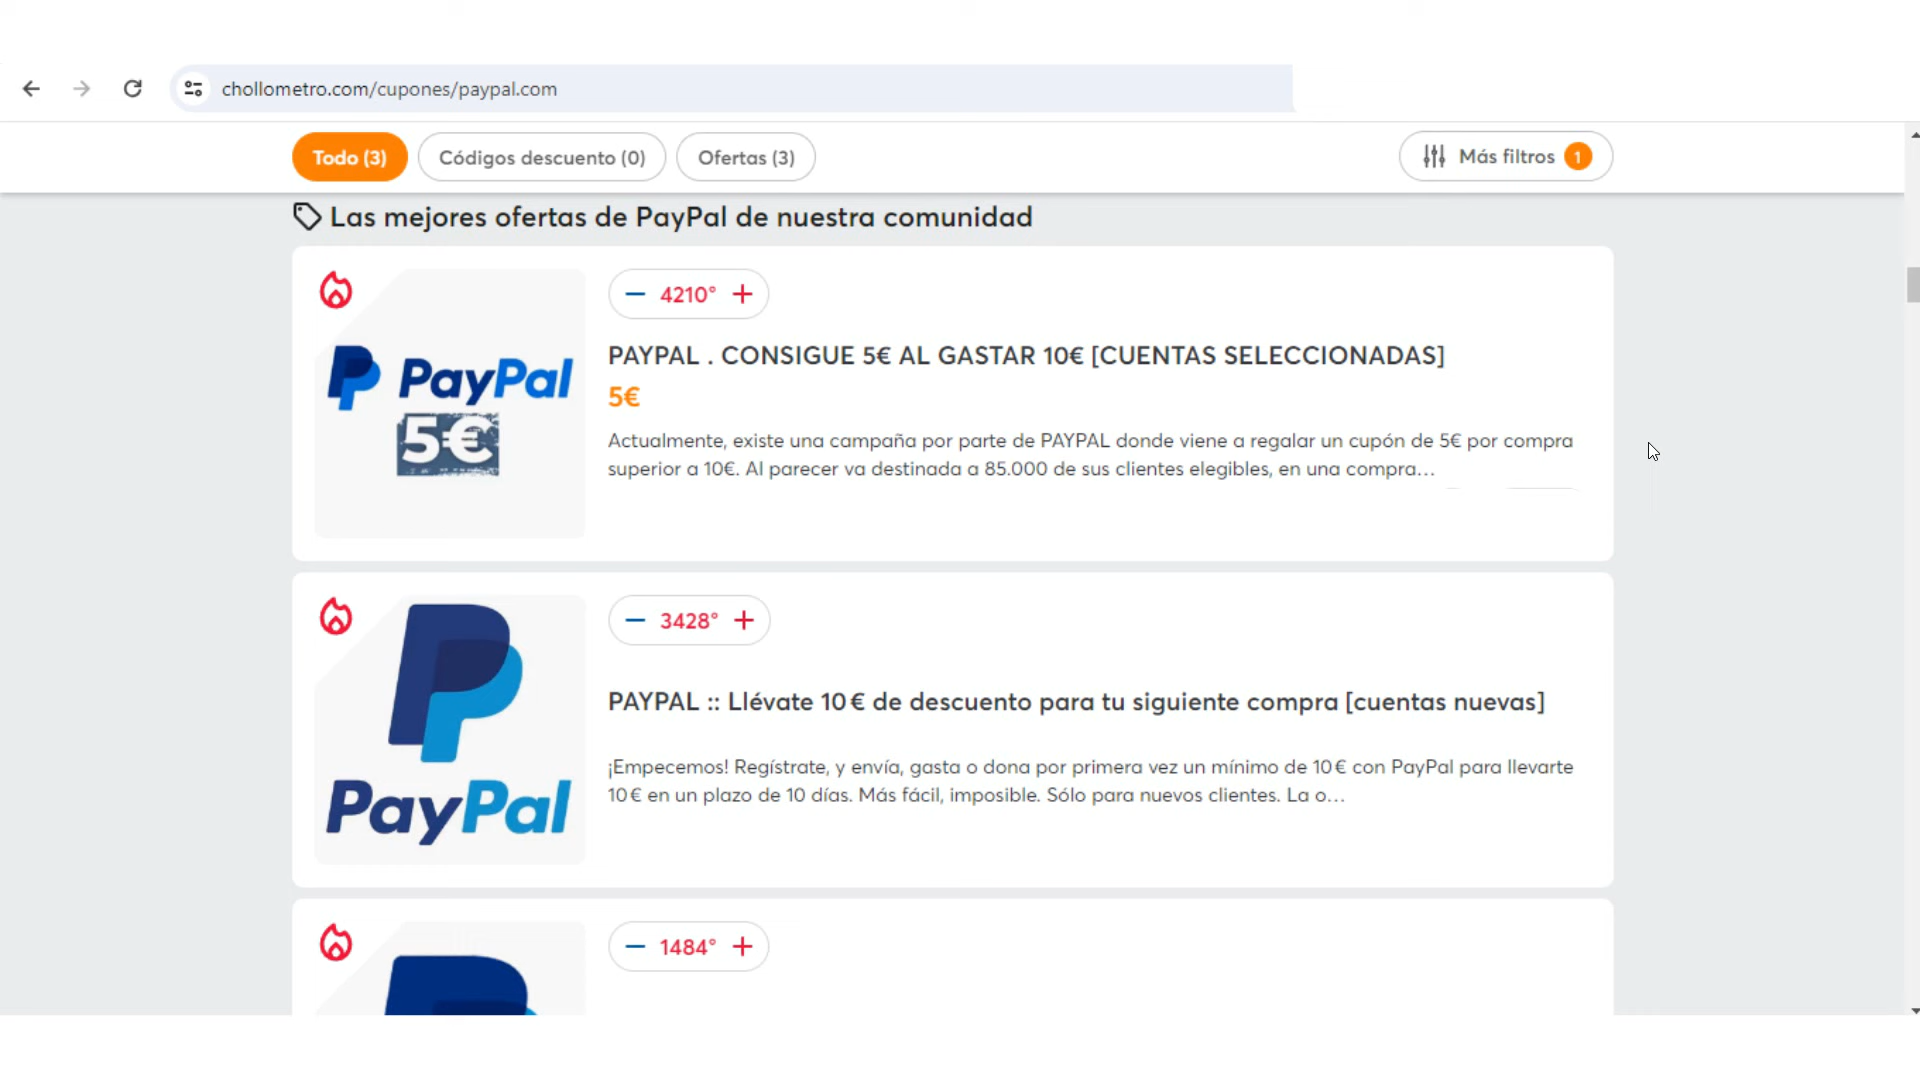 chollometro.com/cupones/paypal.com
Todo (3) Códigos descuento (0) Ofertas (3) Más filtros 1
Las mejores ofertas de PayPal de nuestra comunidad
4210°
PAYPAL . CONSIGUE 5€ AL GASTAR 10€ [CUENTAS SELECCIONADAS]
PayPal
5€
5€
Actualmente, existe una campaña por parte de PAYPAL donde viene a regalar un cupón de 5€ por compra
superior a 10€. Al parecer va destinada a 85.000 de sus clientes elegibles, en una compra...
3428°
PAYPAL :: Llévate 10€ de descuento para tu siguiente compra [cuentas nuevas]
¡Empecemos! Regístrate, y envía, gasta o dona por primera vez un mínimo de 10€ con PayPal para llevarte
10€ en un plazo de 10 días. Más fácil, imposible. Sólo para nuevos clientes. La o...
PayPal
1484°